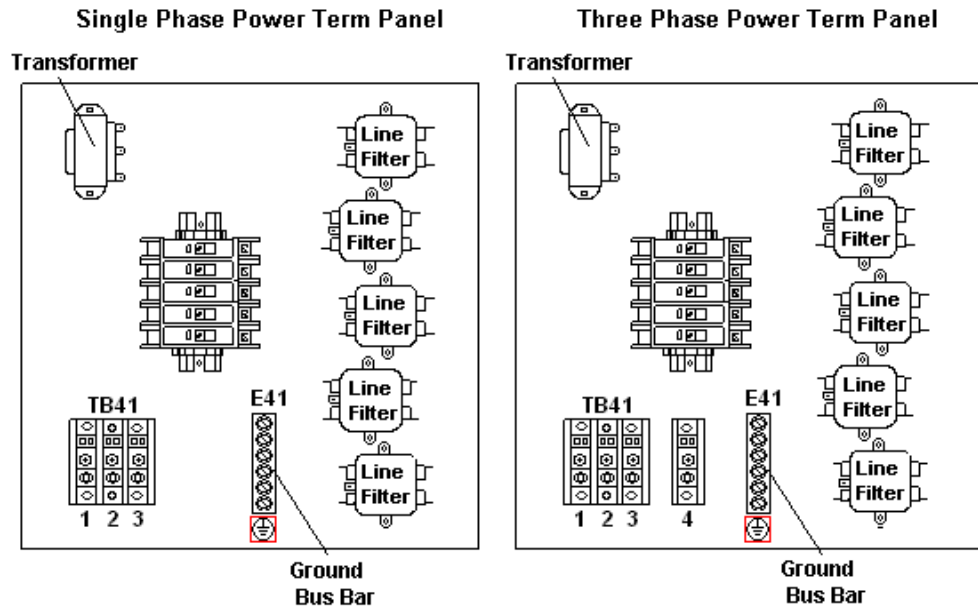 Single Phase Power Term Panel
Transformer
Line
Filter
Line
Filter
Line
Filter
Line
Filter
Line
Filter
TB41
E41
1 2 3
Ground
Bus Bar
Three Phase Power Term Panel
Transformer
Line
Filter
Line
Filter
Line
Filter
Line
Filter
Line
Filter
TB41
E41
1 2 3 4
Ground
Bus Bar